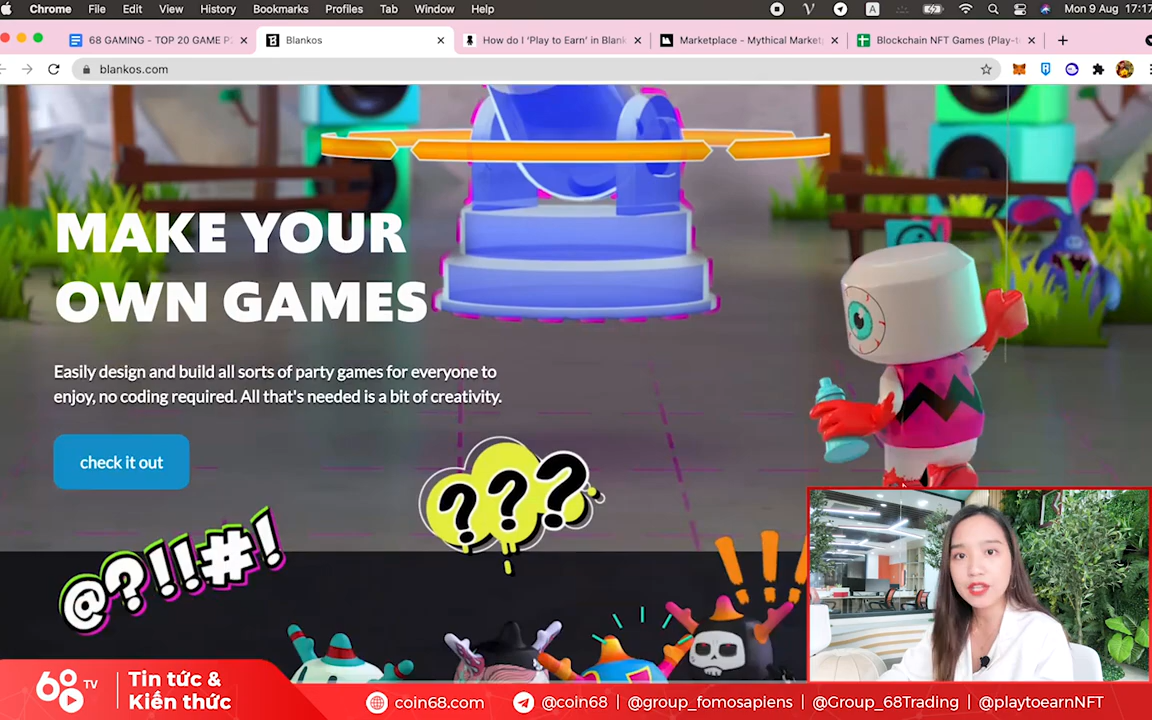 Chrome File Edit View History Bookmarks Profiles Tab Window Help A Mon 9 Aug 17:17
68 GAMING - TOP 20 GAME P
Blankos
How do I 'Play to Earn' in Blank
Marketplace - Mythical Market
Blockchain NFT Games (Play-t
blankos.com
MAKE YOUR
OWN GAMES
Easily design and build all sorts of party games for everyone to
enjoy, no coding required. All that's needed is a bit of creativity.
check it out
???
@?!!#!
68 TV
Tin tức &
Kiến thức
coin68.com
@coin68 | @group_fomosapiens | @Group_68Trading | @playtoearnNFT